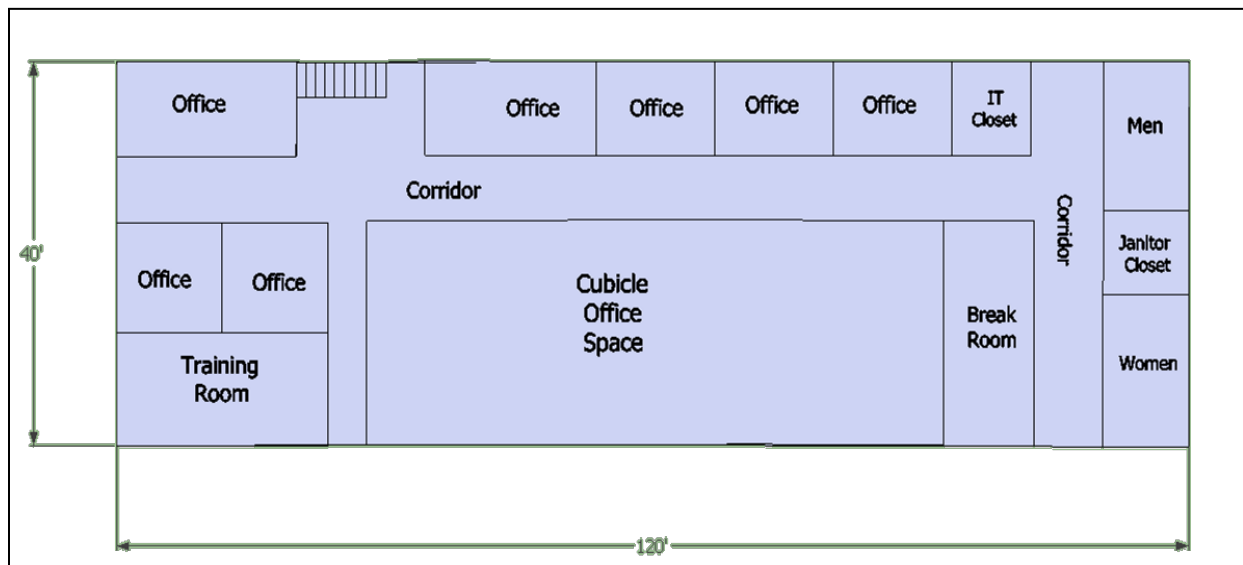 Office
Office
Office
Office
Office
IT
Closet
Men
Corridor
Corridor
40'
Office
Office
Cubicle
Office
Space
Janitor
Closet
Break
Room
Training
Room
Women
120'